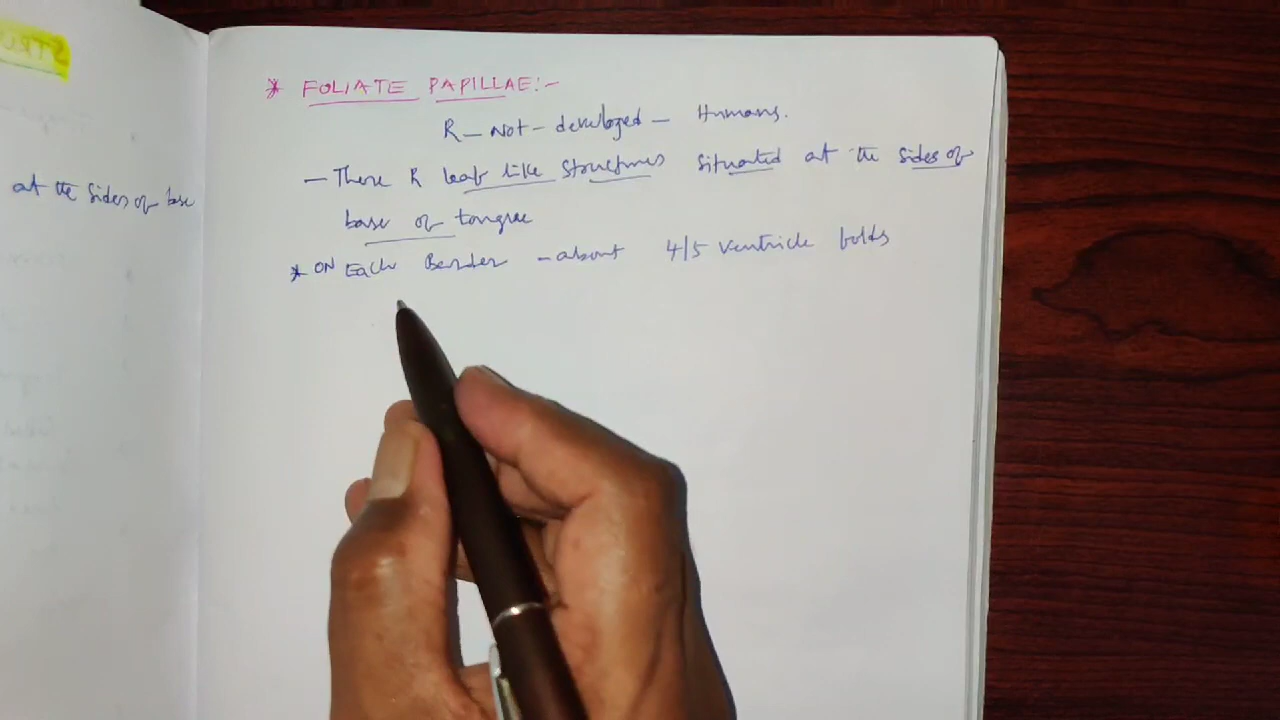 at the sides of base
* FOLIATE PAPILLAE:-
R - Not - developed - Humans.
- There R leaf like structures situated at the sides of
base of tongue
* ON Each Border - about 4/5 ventricle folds